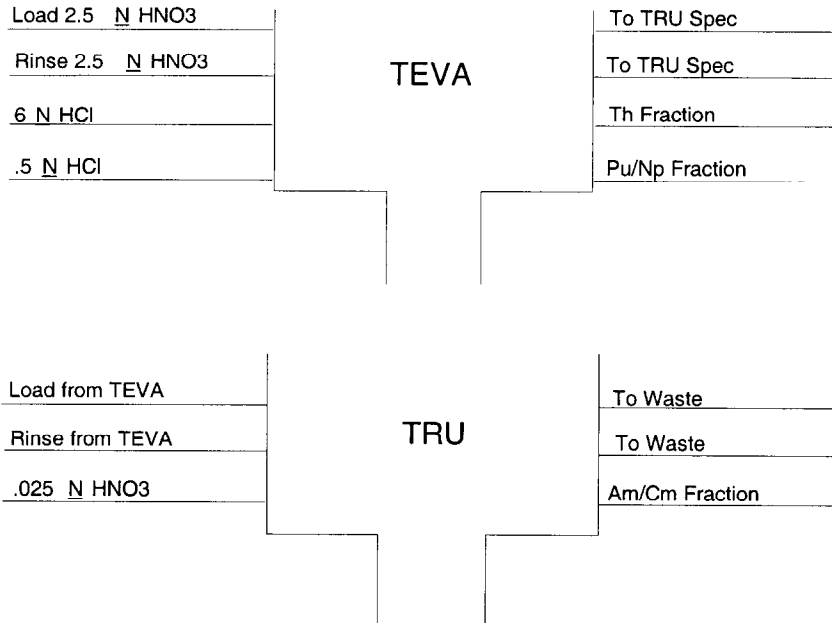 Load 2.5 N HNO3
To TRU Spec
Rinse 2.5 N HNO3
To TRU Spec
TEVA
6 N HCl
Th Fraction
.5 N HCl
Pu/Np Fraction
Load from TEVA
To Waste
Rinse from TEVA
To Waste
TRU
.025 N HNO3
Am/Cm Fraction